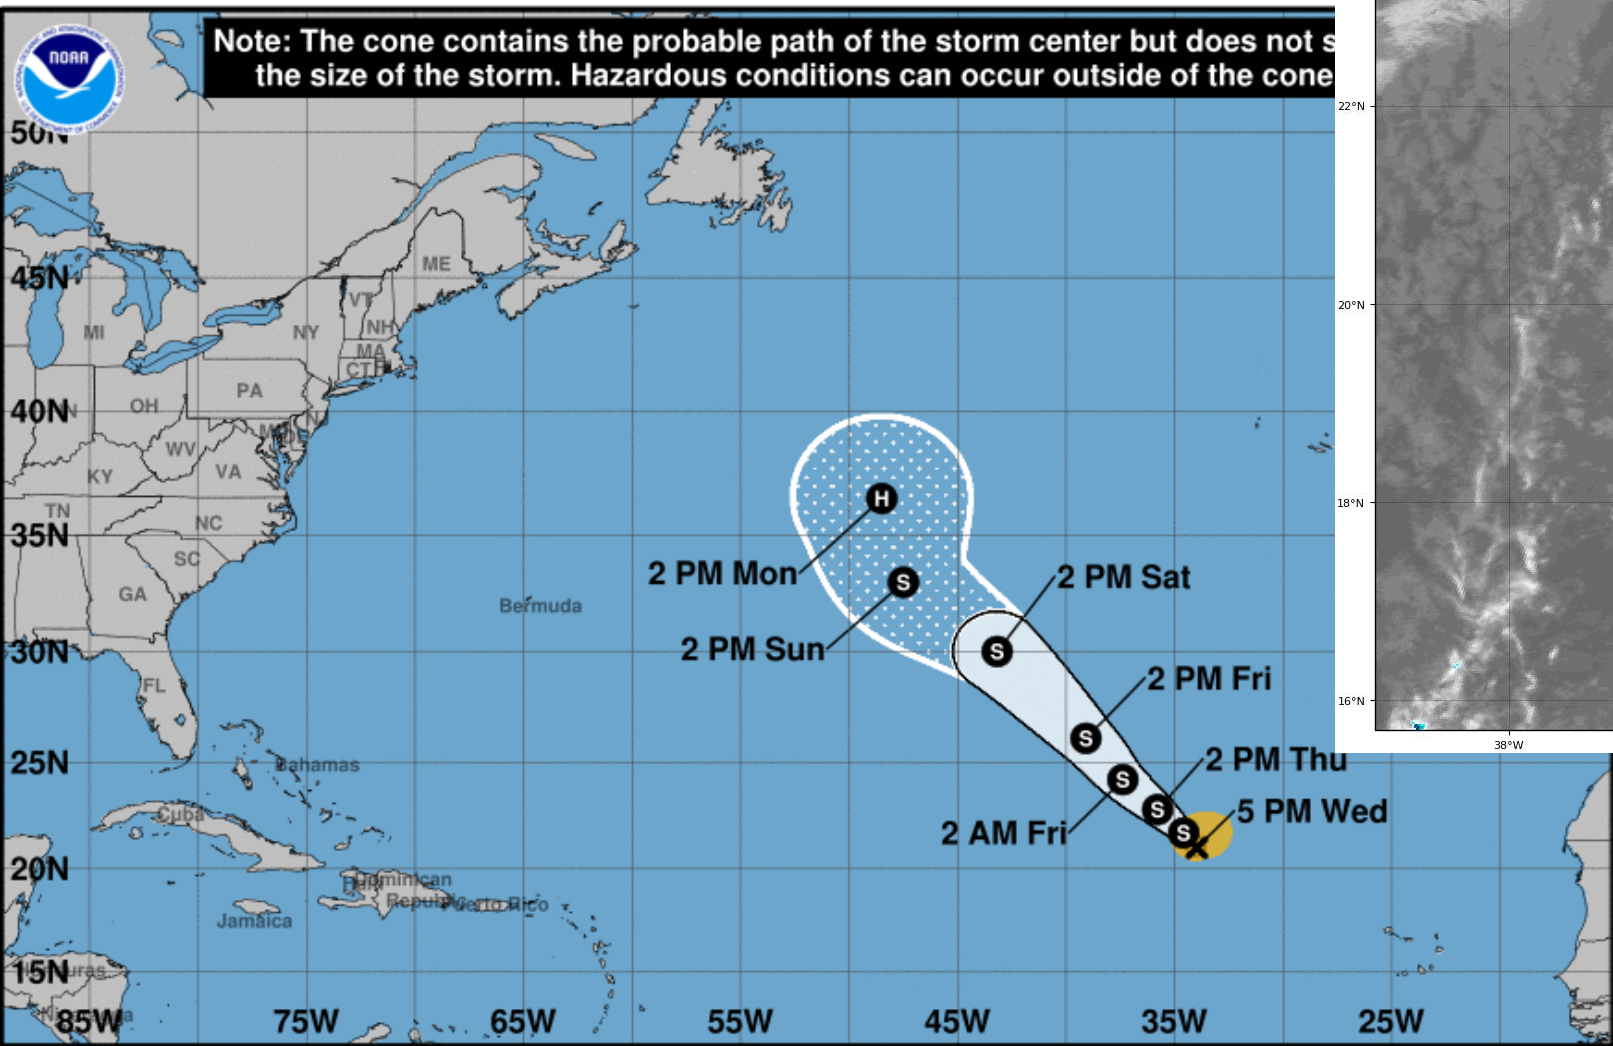 Note: The cone contains the probable path of the storm center but does not s
the size of the storm. Hazardous conditions can occur outside of the cone
NOAA
50N
45N
40N
35N
30N
25N
20N
15N
85W
75W
65W
55W
45W
35W
25W
ME
VT
NH
MA
MI
NY
PA
OH
WV
VA
KY
TN
NC
SC
GA
FL
Bermuda
Bahamas
Cuba
Jamaica
Dominican
Republic
Puerto Rico
2 PM Mon
2 PM Sun
2 PM Sat
2 PM Fri
2 AM Fri
2 PM Thu
5 PM Wed
H
S
S
S
S
S
S
22°N
20°N
18°N
16°N
38°W